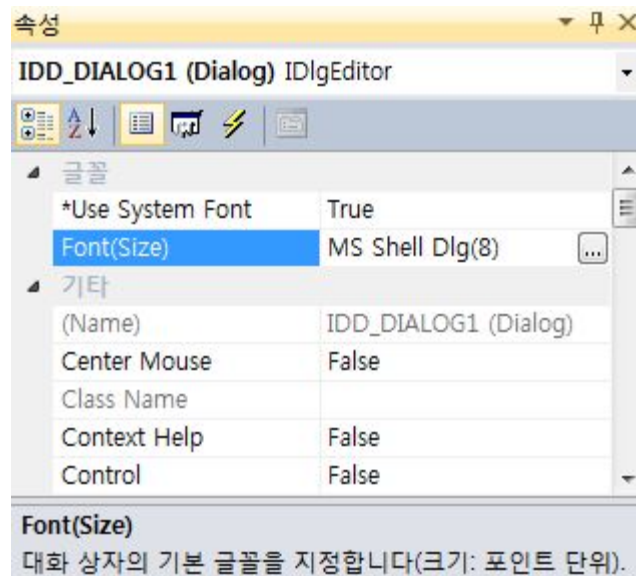 속성
IDD_DIALOG1 (Dialog) IDlgEditor
글꼴
*Use System Font True
Font(Size) MS Shell Dlg(8) ...
기타
(Name) IDD_DIALOG1 (Dialog)
Center Mouse False
Class Name
Context Help False
Control False
Font(Size)
대화 상자의 기본 글꼴을 지정합니다(크기: 포인트 단위).